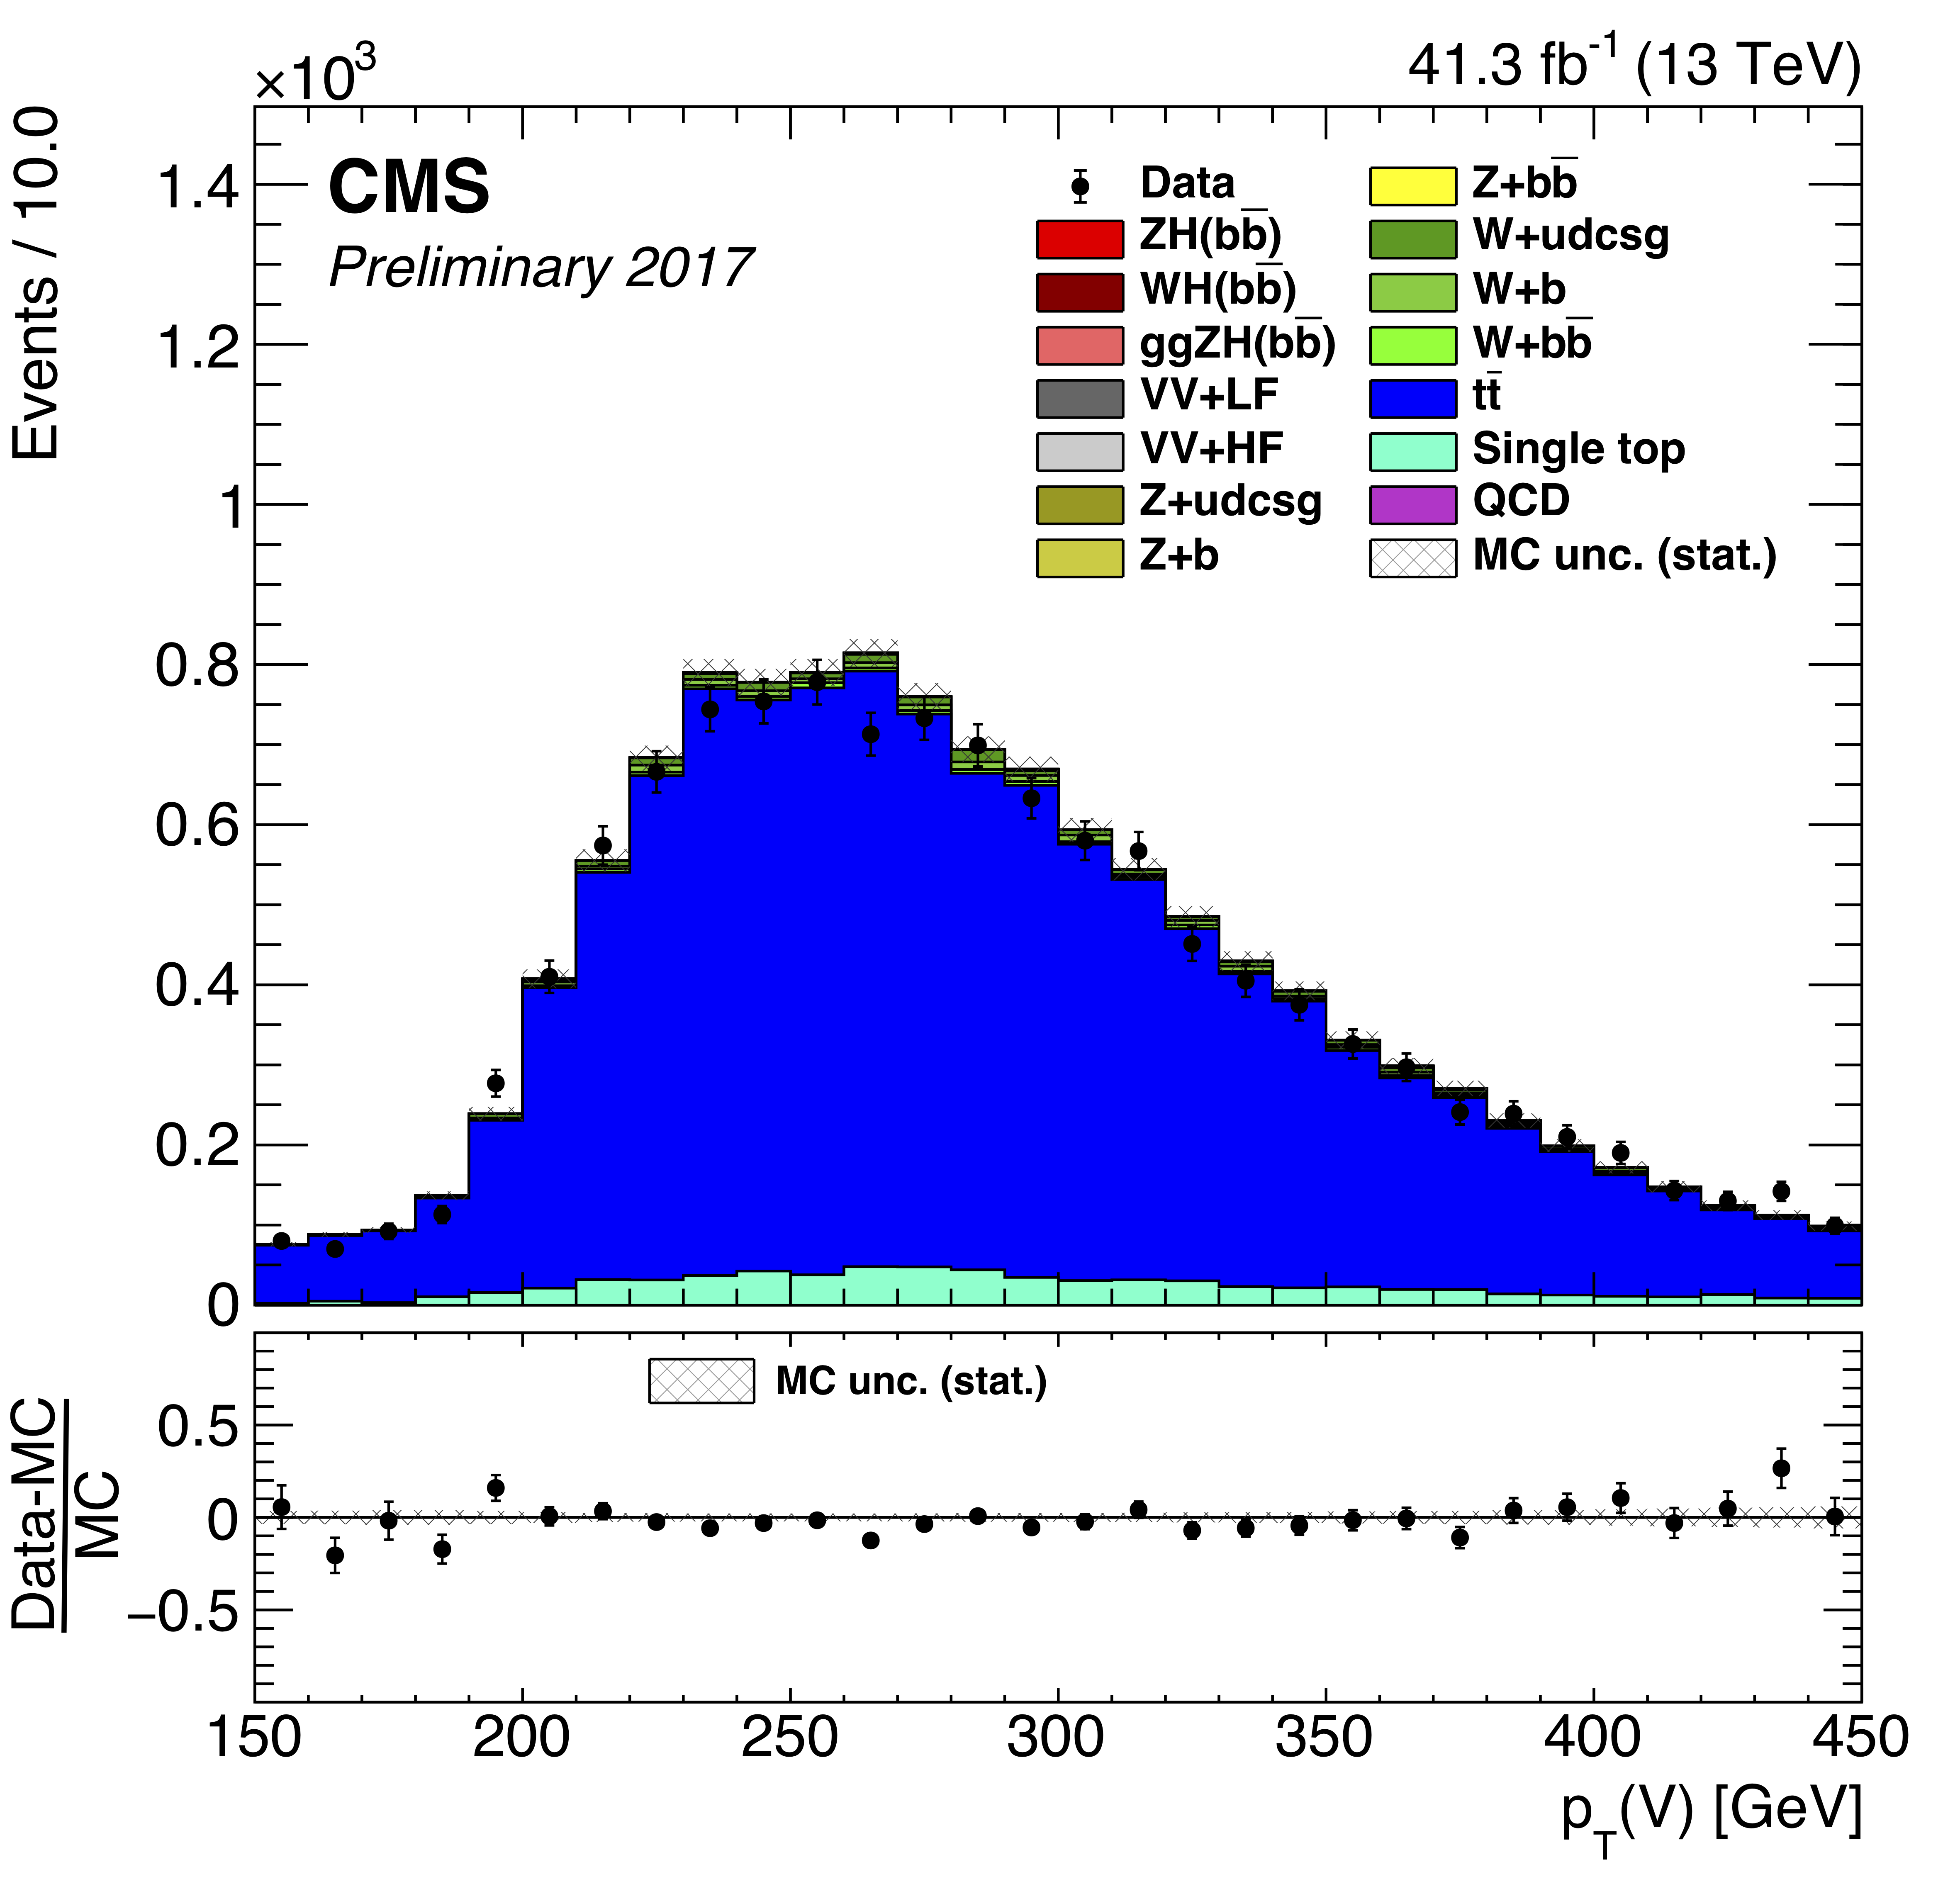 ×10³
41.3 fb⁻¹ (13 TeV)
Events / 10.0
CMS
Preliminary 2017
Data
ZH(bb̅)
WH(bb̅)
ggZH(bb̅)
VV+LF
VV+HF
Z+udcsg
Z+b
Z+bb̅
W+udcsg
W+b
W+bb̅
tt̅
Single top
QCD
MC unc. (stat.)
1.4
1.2
1
0.8
0.6
0.4
0.2
0
MC unc. (stat.)
Data-MC
MC
0.5
0
−0.5
150 200 250 300 350 400 450
p_T(V) [GeV]